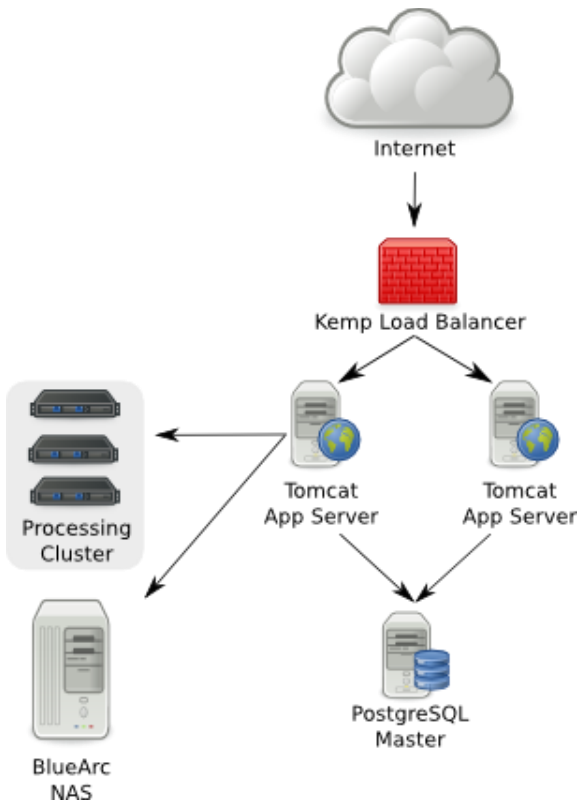 Internet
Kemp Load Balancer
Tomcat
App Server
Tomcat
App Server
Processing
Cluster
PostgreSQL
Master
BlueArc
NAS